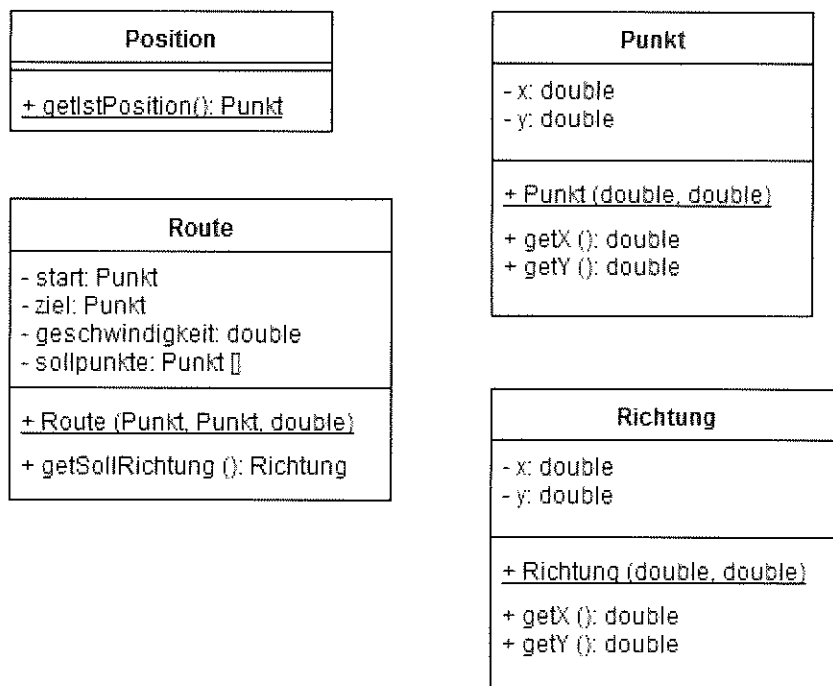 Position
+ getIstPosition(): Punkt
Route
- start: Punkt
- ziel: Punkt
- geschwindigkeit: double
- sollpunkte: Punkt []
+ Route (Punkt, Punkt, double)
+ getSollRichtung (): Richtung
Punkt
- x: double
- y: double
+ Punkt (double, double)
+ getX (): double
+ getY (): double
Richtung
- x: double
- y: double
+ Richtung (double, double)
+ getX (): double
+ getY (): double